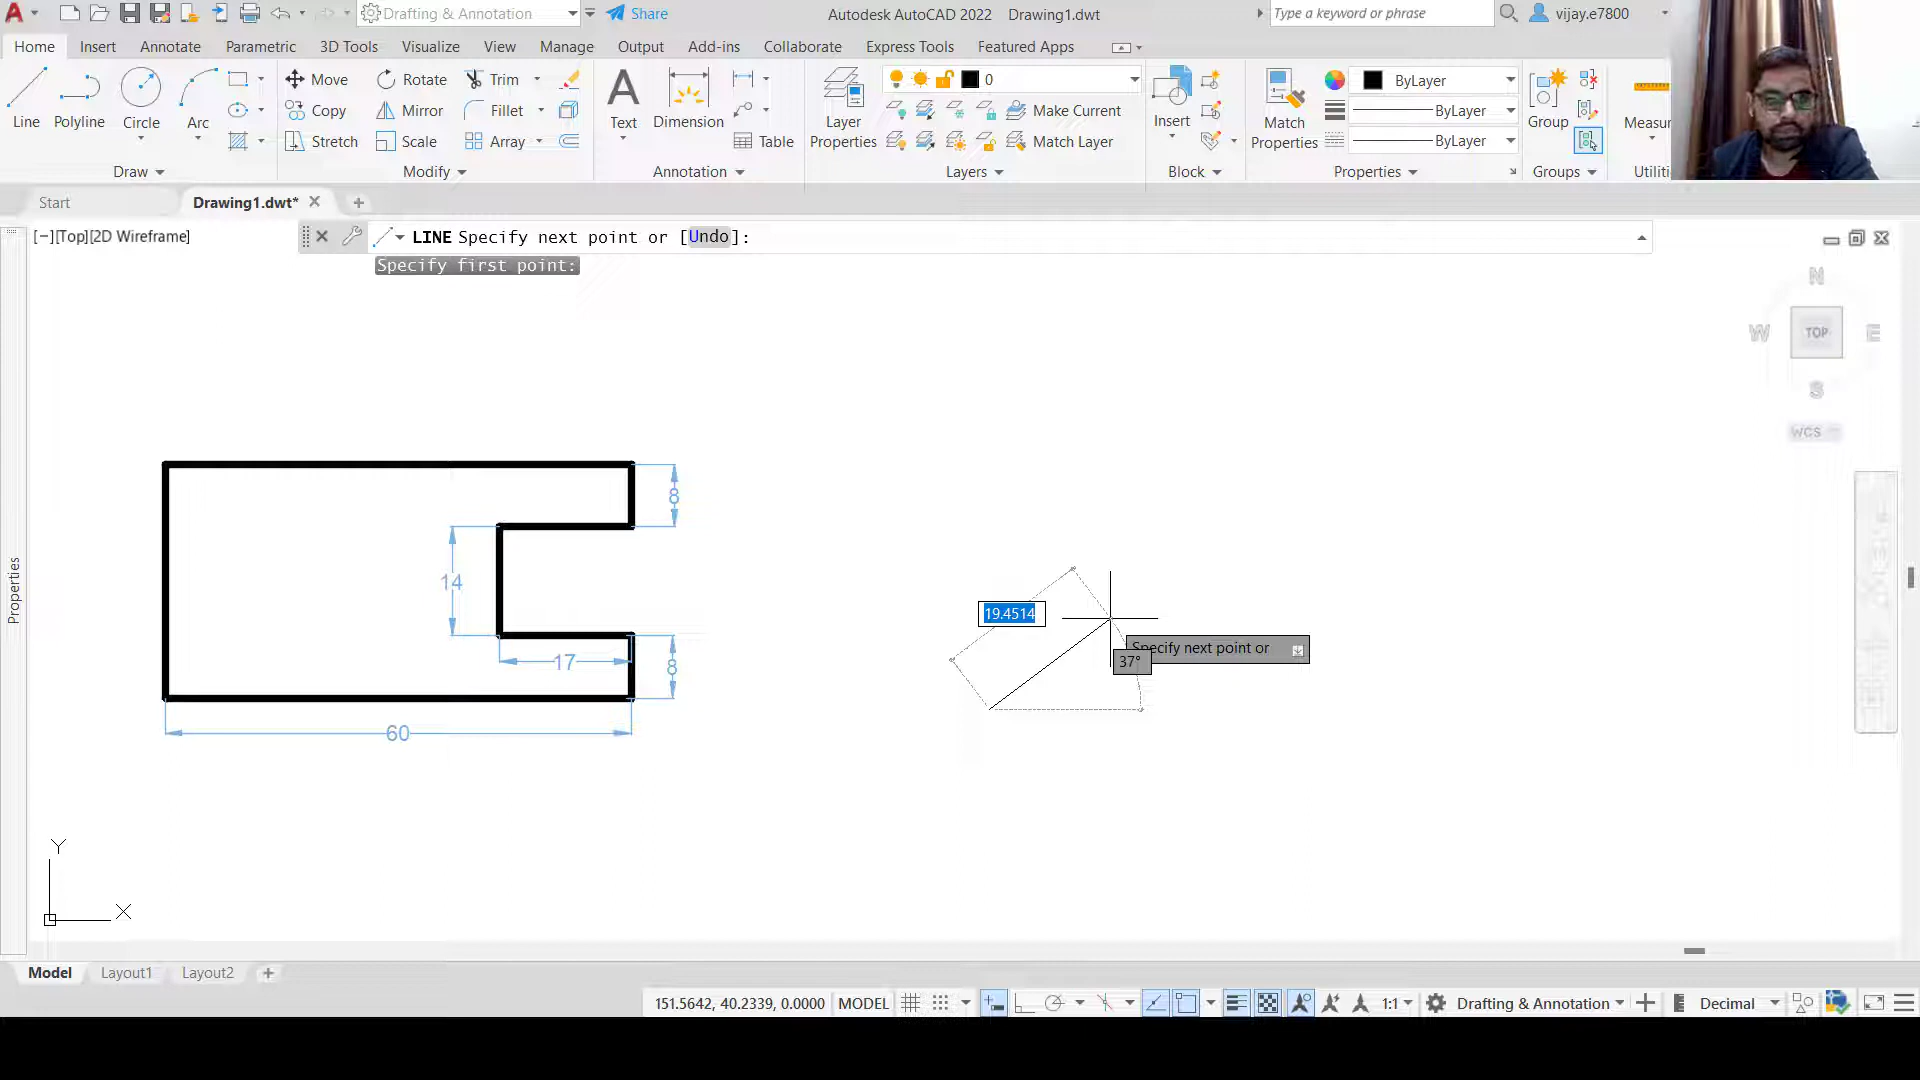 Drafting & Annotation
Share
Autodesk AutoCAD 2022 Drawing1.dwt
Type a keyword or phrase
vijay.e7800
Home Insert Annotate Parametric 3D Tools Visualize View Manage Output Add-ins Collaborate Express Tools Featured Apps
Line
Polyline
Circle
Arc
Draw
Move Rotate Trim
Copy Mirror Fillet
Stretch Scale Array
Modify
Text
Dimension
Table
Annotation
Layer
Properties
0
Make Current
Match Layer
Layers
Insert
Block
Match
Properties
ByLayer
ByLayer
ByLayer
Properties
Group
Groups
Measur
Utiliti
Start Drawing1.dwt*
[−][Top][2D Wireframe]
LINE Specify next point or [Undo]:
Specify first point:
N
W TOP E
S
WCS
Properties
8
14
17
8
60
19.4514
Specify next point or
37°
Y
X
Model Layout1 Layout2
151.5642, 40.2339, 0.0000 MODEL 1:1 Drafting & Annotation Decimal